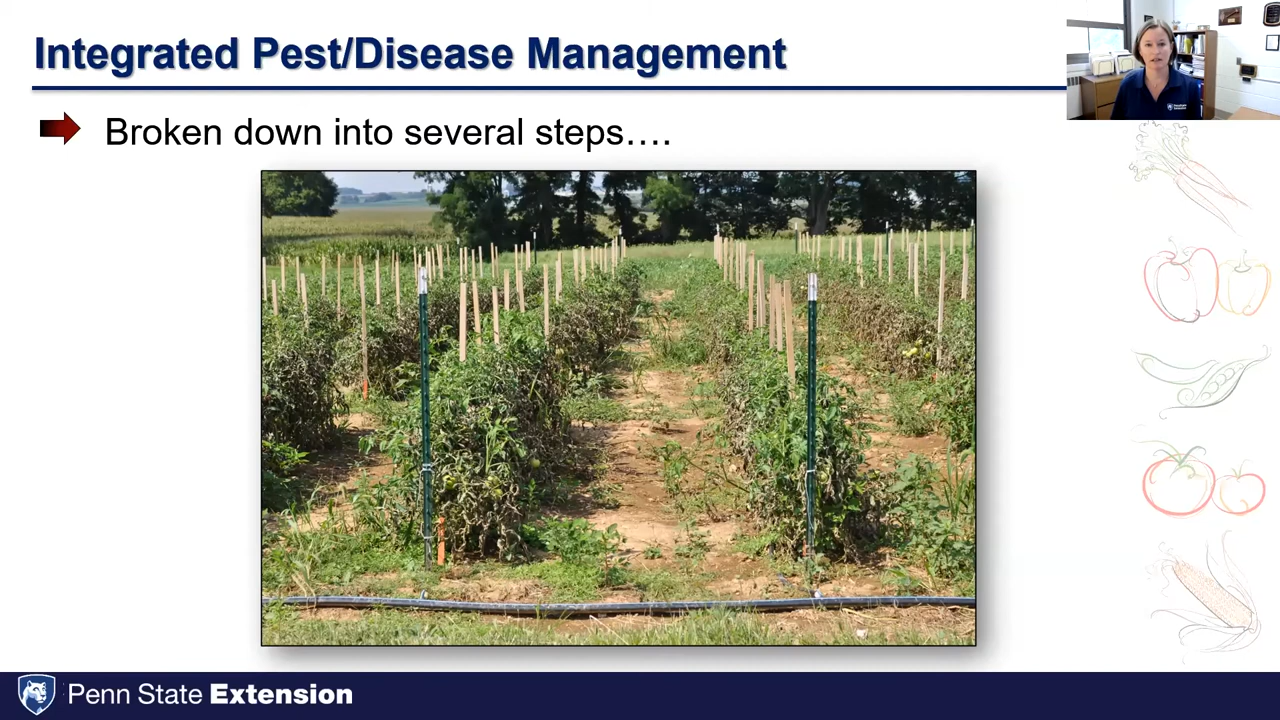 Integrated Pest/Disease Management
Broken down into several steps….
Penn State Extension